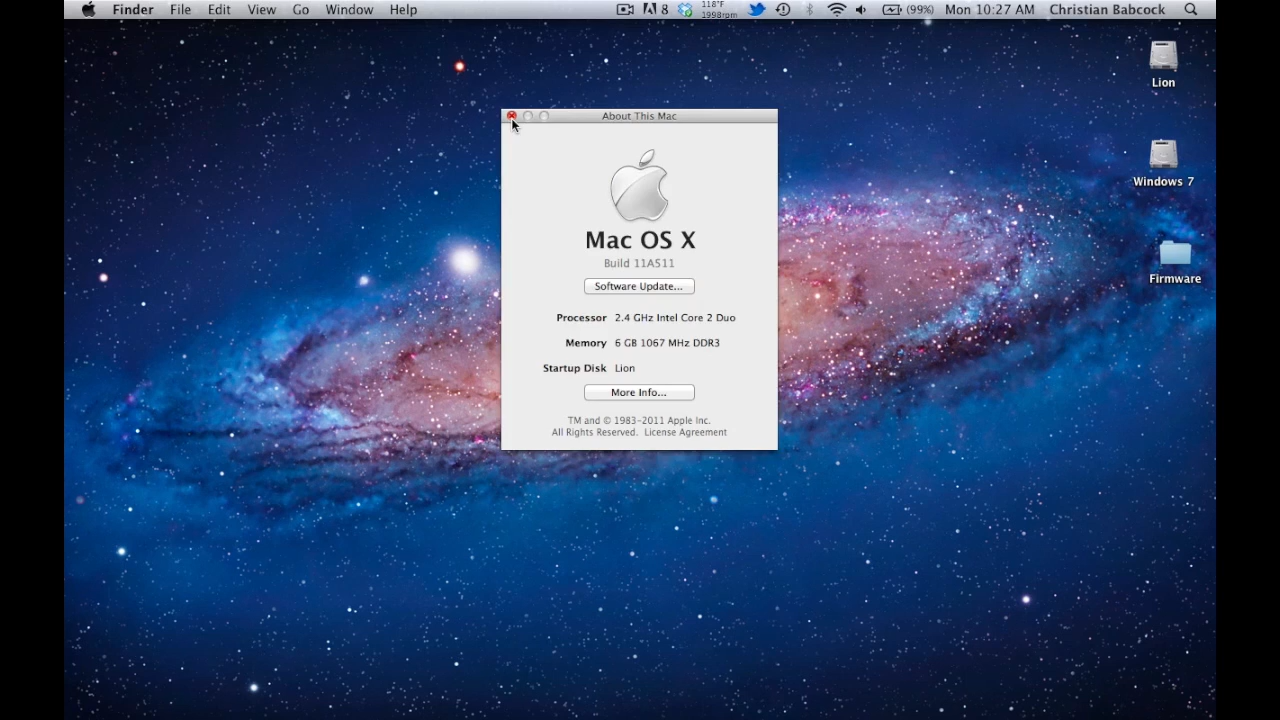 Finder File Edit View Go Window Help 8 118°F 1998rpm (99%) Mon 10:27 AM Christian Babcock
Lion
Windows 7
Firmware
About This Mac
Mac OS X
Build 11A511
Software Update...
Processor 2.4 GHz Intel Core 2 Duo
Memory 6 GB 1067 MHz DDR3
Startup Disk Lion
More Info...
TM and © 1983-2011 Apple Inc.
All Rights Reserved. License Agreement